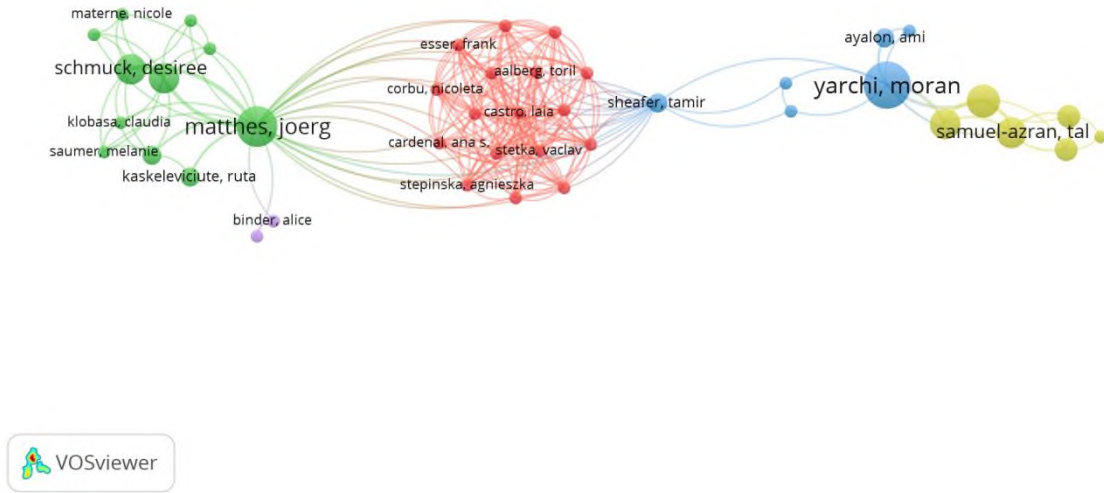 materne, nicole
schmuck, desiree
klobasa, claudia
saumer, melanie
kaskeleviciute, ruta
matthes, joerg
binder, alice
esser, frank
aalberg, toril
corbu, nicoleta
castro, laia
cardenal, ana s.
stetka, vaclav
stepinska, agnieszka
sheafer, tamir
ayalon, ami
yarchi, moran
samuel-azran, tal
VOSviewer